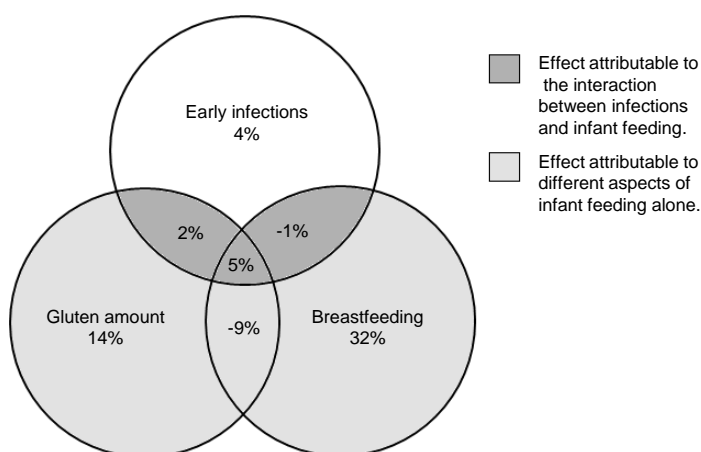 Early infections
4%
2%
-1%
5%
Gluten amount
14%
-9%
Breastfeeding
32%
Effect attributable to
the interaction
between infections
and infant feeding.
Effect attributable to
different aspects of
infant feeding alone.